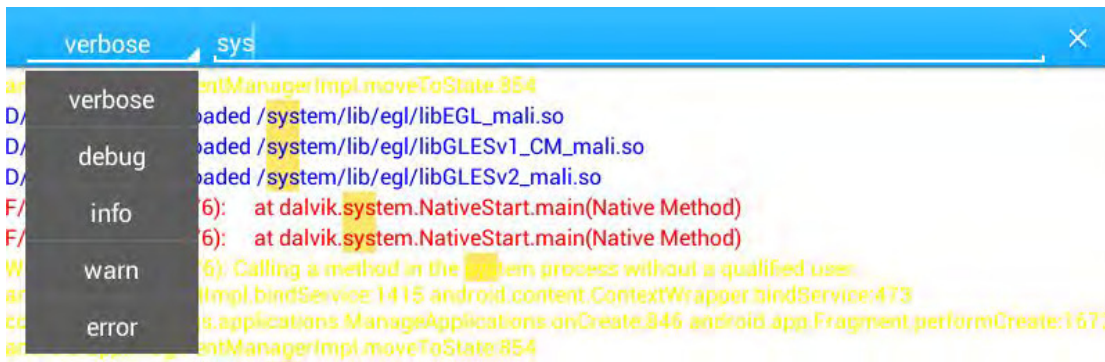 verbose sys ×
entManagerImpl.moveToState:854
verbose
D/ oaded /system/lib/egl/libEGL_mali.so
D/ oaded /system/lib/egl/libGLESv1_CM_mali.so
debug
D/ oaded /system/lib/egl/libGLESv2_mali.so
F/ 6): at dalvik.system.NativeStart.main(Native Method)
info
F/ 6): at dalvik.system.NativeStart.main(Native Method)
W 6): Calling a method in the system process without a qualified user:
warn
Impl.bindService:1415 android.content.ContextWrapper.bindService:473
s.applications.ManageApplications.onCreate:846 android.app.Fragment.performCreate:167
error
entManagerImpl.moveToState:854